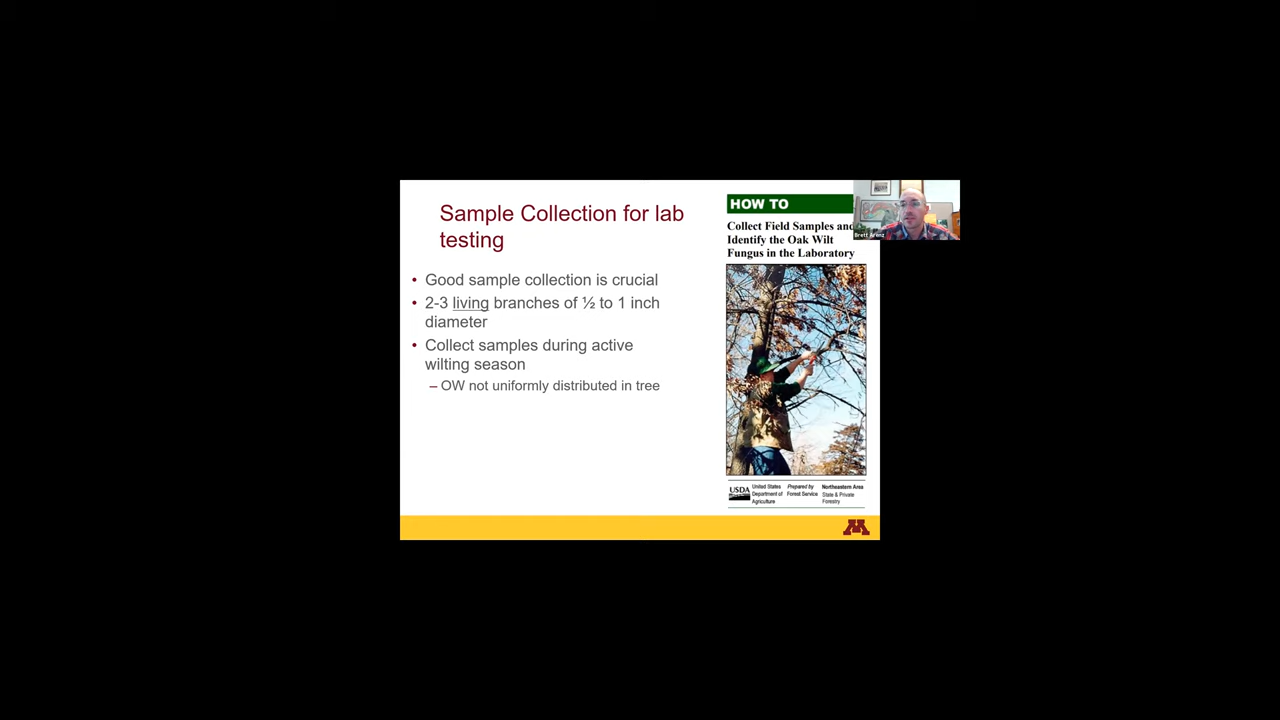 Sample Collection for lab
testing
• Good sample collection is crucial
• 2-3 living branches of ½ to 1 inch
diameter
• Collect samples during active
wilting season
– OW not uniformly distributed in tree
HOW TO
Collect Field Samples and
Identify the Oak Wilt
Fungus in the Laboratory
USDA
United States
Department of
Agriculture
Prepared by
Forest Service
Northeastern Area
State & Private
Forestry
Brett Arenz
M